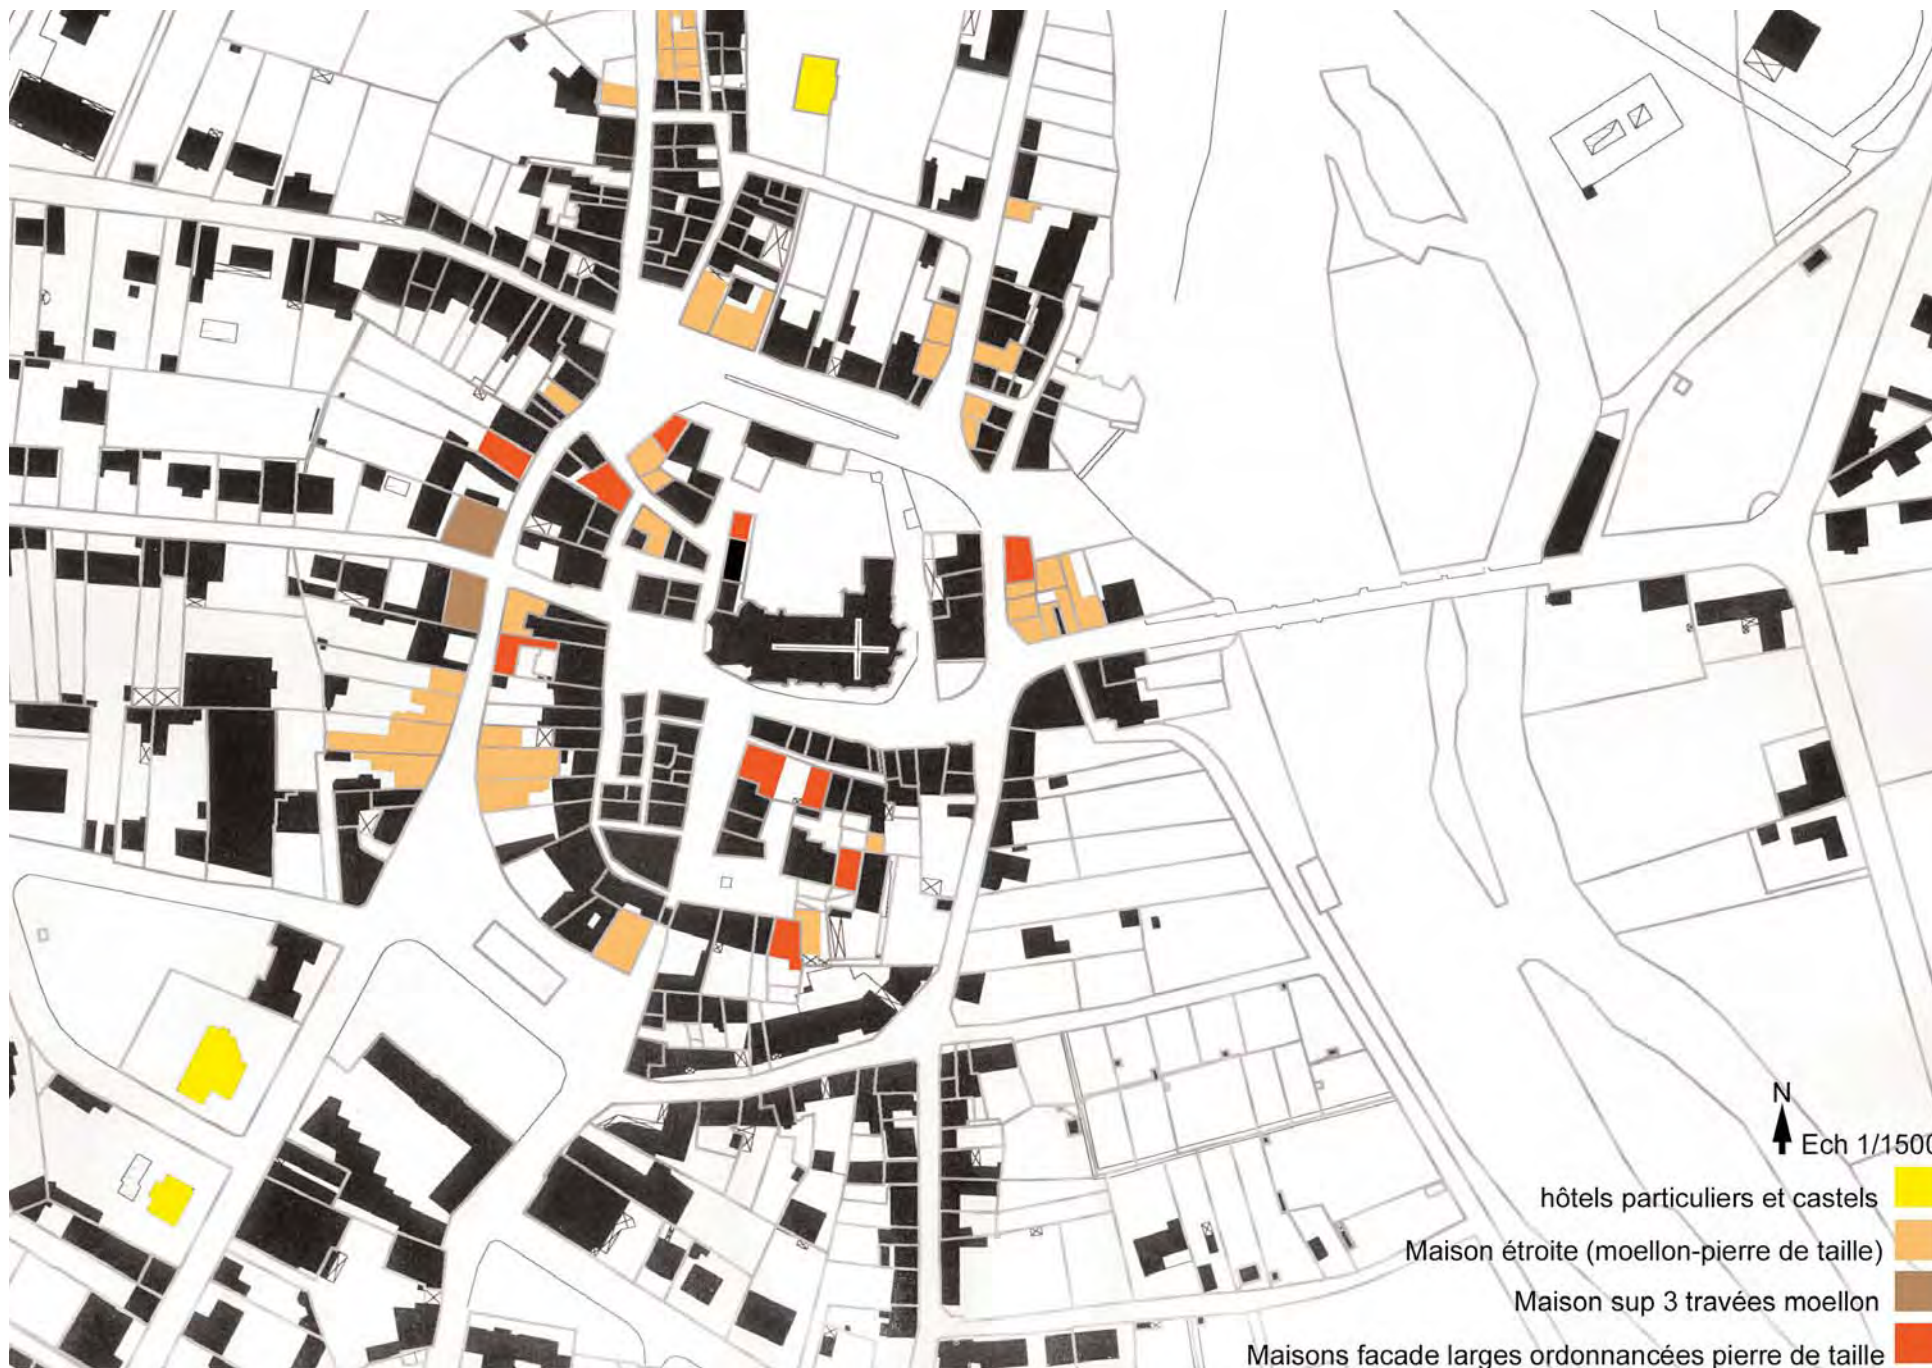 N
Ech 1/1500
hôtels particuliers et castels
Maison étroite (moellon-pierre de taille)
Maison sup 3 travées moellon
Maisons facade larges ordonnancées pierre de taille